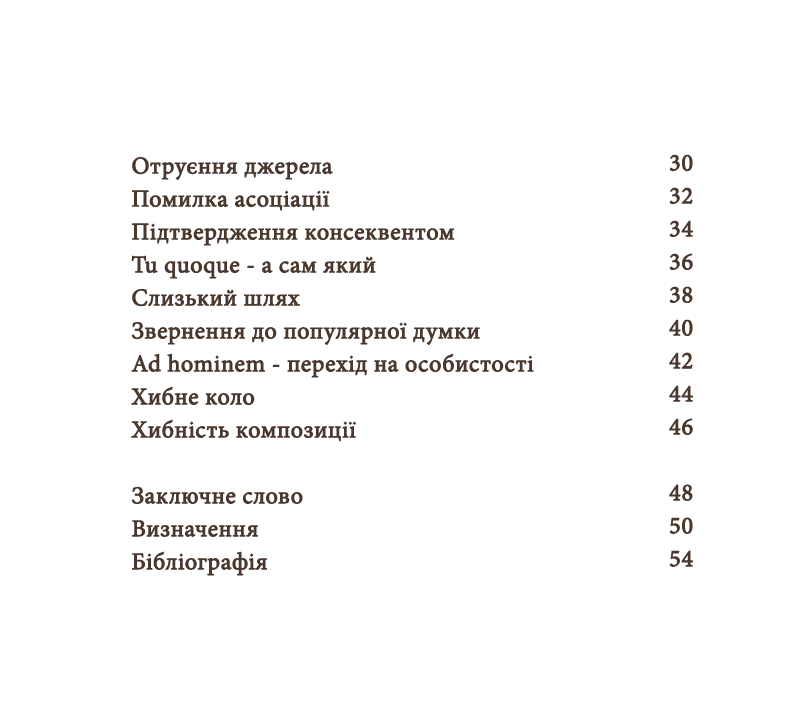 Отруєння джерела 30
Помилка асоціації 32
Підтвердження консеквентом 34
Tu quoque - а сам який 36
Слизький шлях 38
Звернення до популярної думки 40
Ad hominem - перехід на особистості 42
Хибне коло 44
Хибність композиції 46
Заключне слово 48
Визначення 50
Бібліографія 54